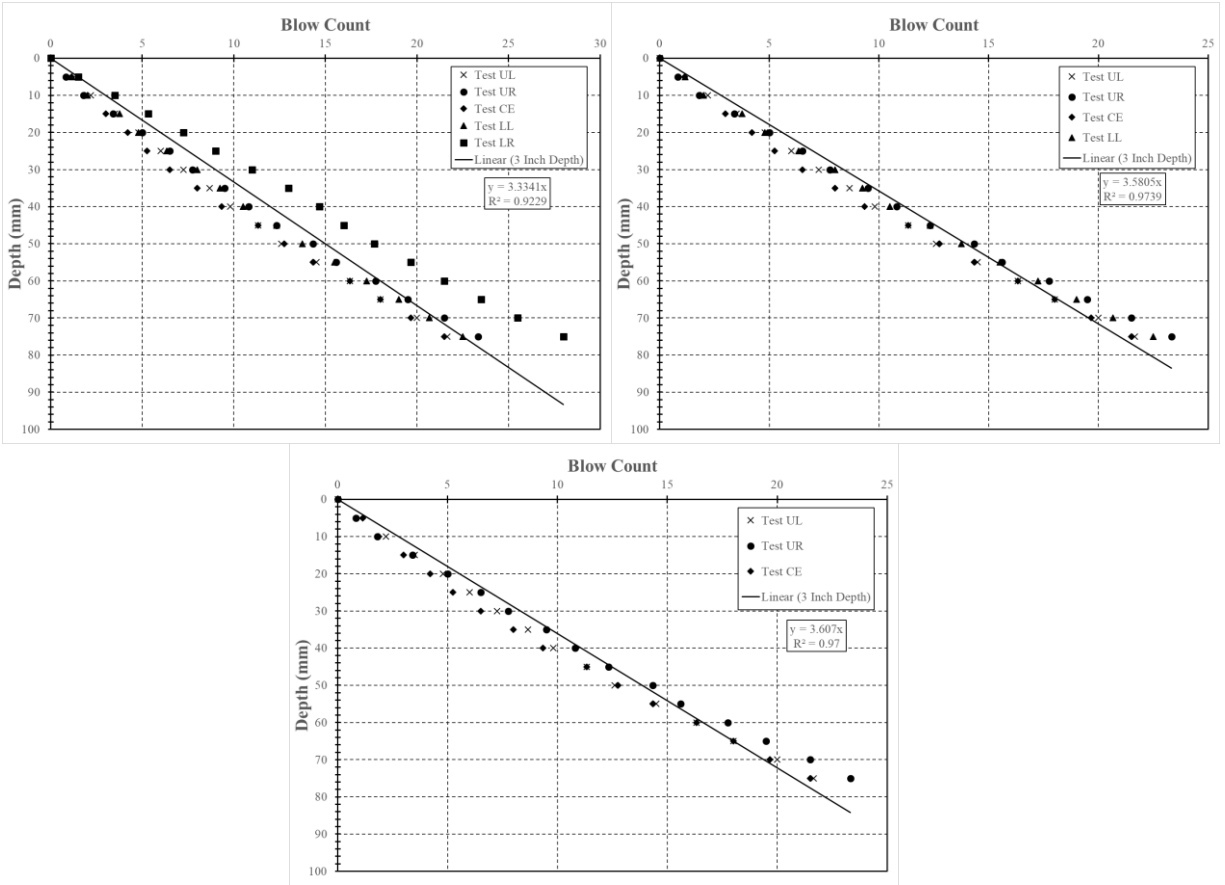 Blow Count
0 5 10 15 20 25 30
0
10
20
30
40
50
60
70
80
90
100
Depth (mm)
Test UL
Test UR
Test CE
Test LL
Test LR
Linear (3 Inch Depth)
y = 3.3341x
R² = 0.9229
Blow Count
0 5 10 15 20 25
0
10
20
30
40
50
60
70
80
90
100
Depth (mm)
Test UL
Test UR
Test CE
Test LL
Linear (3 Inch Depth)
y = 3.5805x
R² = 0.9739
Blow Count
0 5 10 15 20 25
0
10
20
30
40
50
60
70
80
90
100
Depth (mm)
Test UL
Test UR
Test CE
Linear (3 Inch Depth)
y = 3.607x
R² = 0.97